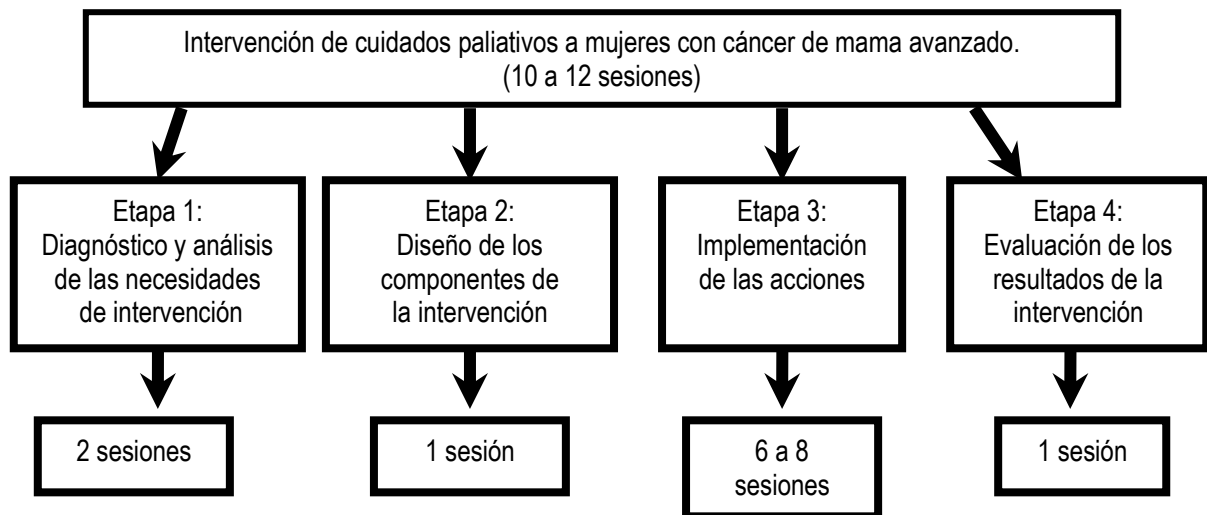 Intervención de cuidados paliativos a mujeres con cáncer de mama avanzado.
(10 a 12 sesiones)
Etapa 1:
Diagnóstico y análisis
de las necesidades
de intervención
Etapa 2:
Diseño de los
componentes de
la intervención
Etapa 3:
Implementación
de las acciones
Etapa 4:
Evaluación de los
resultados de la
intervención
2 sesiones
1 sesión
6 a 8
sesiones
1 sesión